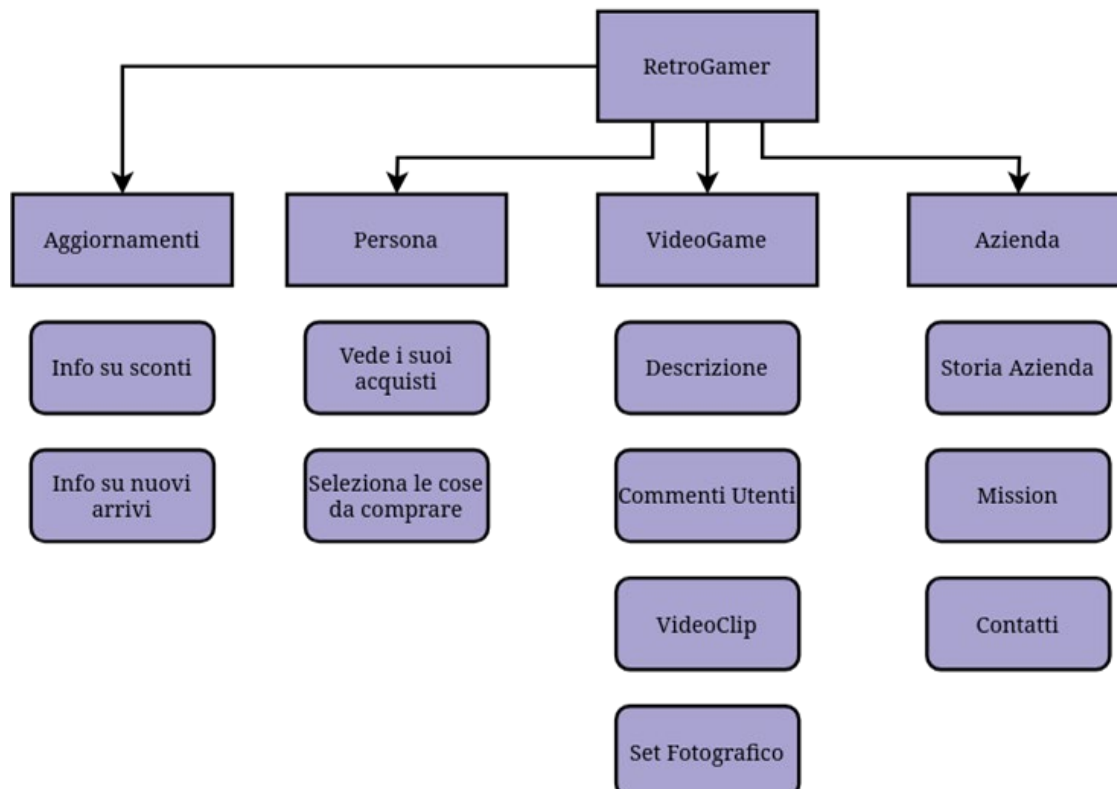 RetroGamer
Aggiornamenti
Persona
VideoGame
Azienda
Info su sconti
Vede i suoi
acquisti
Descrizione
Storia Azienda
Info su nuovi
arrivi
Seleziona le cose
da comprare
Commenti Utenti
Mission
VideoClip
Contatti
Set Fotografico